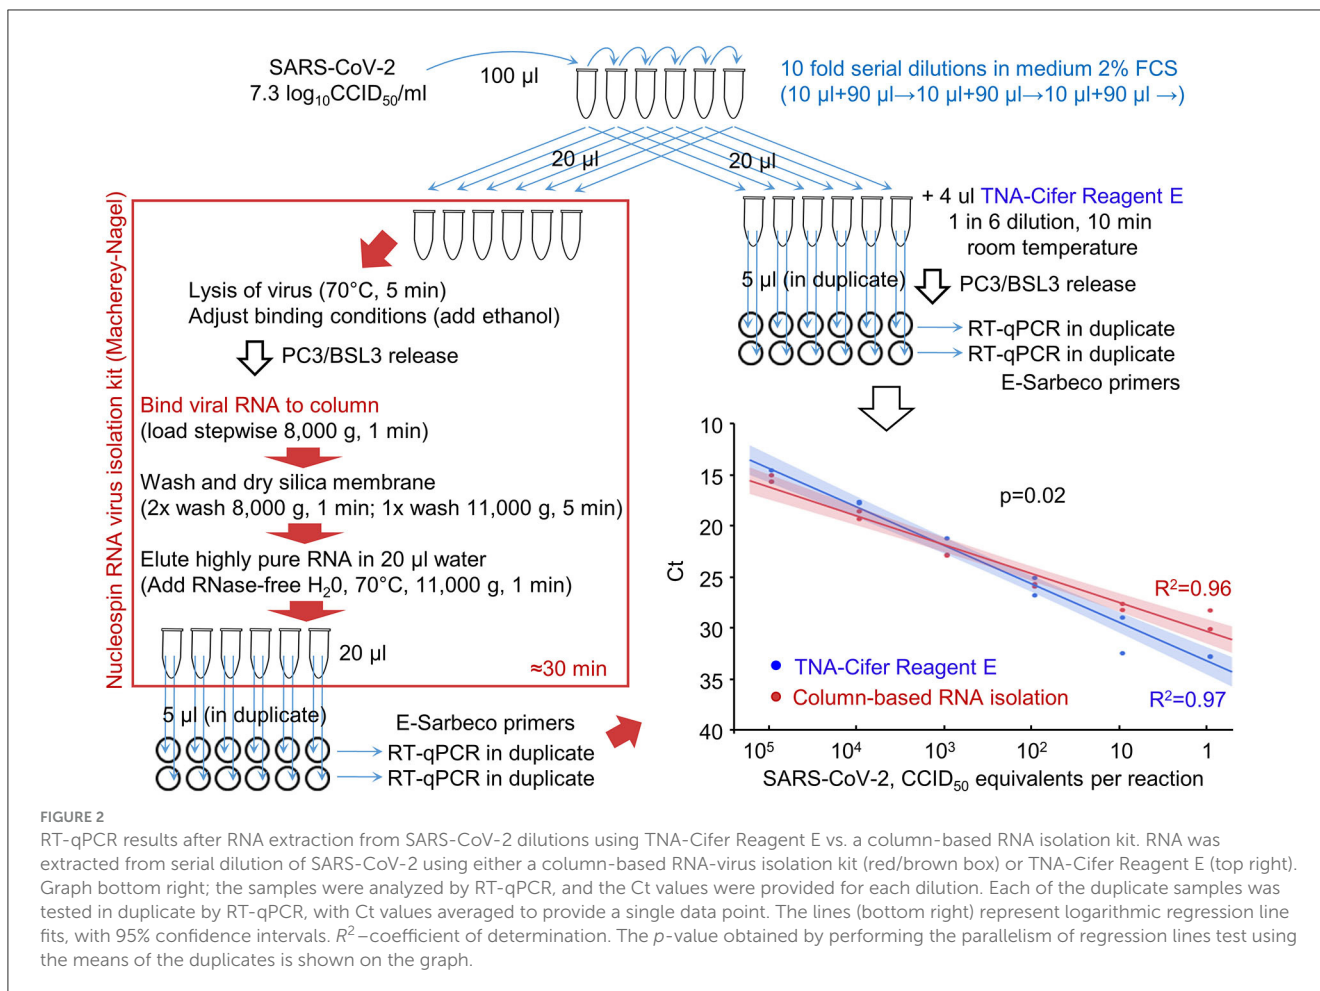 SARS-CoV-2
7.3 log₁₀CCID₅₀/ml
100 µl
10 fold serial dilutions in medium 2% FCS
(10 µl+90 µl→10 µl+90 µl→10 µl+90 µl →)
20 µl
20 µl
Nucleospin RNA virus isolation kit (Macherey-Nagel)
Lysis of virus (70°C, 5 min)
Adjust binding conditions (add ethanol)
PC3/BSL3 release
Bind viral RNA to column
(load stepwise 8,000 g, 1 min)
Wash and dry silica membrane
(2x wash 8,000 g, 1 min; 1x wash 11,000 g, 5 min)
Elute highly pure RNA in 20 µl water
(Add RNase-free H₂0, 70°C, 11,000 g, 1 min)
20 µl
≈30 min
5 µl (in duplicate)
E-Sarbeco primers
RT-qPCR in duplicate
RT-qPCR in duplicate
+ 4 ul TNA-Cifer Reagent E
1 in 6 dilution, 10 min
room temperature
5 µl (in duplicate)
PC3/BSL3 release
RT-qPCR in duplicate
RT-qPCR in duplicate
E-Sarbeco primers
10
15
20
25
30
35
40
Ct
p=0.02
R²=0.96
TNA-Cifer Reagent E
Column-based RNA isolation
R²=0.97
10⁵ 10⁴ 10³ 10² 10 1
SARS-CoV-2, CCID₅₀ equivalents per reaction
FIGURE 2
RT-qPCR results after RNA extraction from SARS-CoV-2 dilutions using TNA-Cifer Reagent E vs. a column-based RNA isolation kit. RNA was
extracted from serial dilution of SARS-CoV-2 using either a column-based RNA-virus isolation kit (red/brown box) or TNA-Cifer Reagent E (top right).
Graph bottom right; the samples were analyzed by RT-qPCR, and the Ct values were provided for each dilution. Each of the duplicate samples was
tested in duplicate by RT-qPCR, with Ct values averaged to provide a single data point. The lines (bottom right) represent logarithmic regression line
fits, with 95% confidence intervals. R²–coefficient of determination. The p-value obtained by performing the parallelism of regression lines test using
the means of the duplicates is shown on the graph.